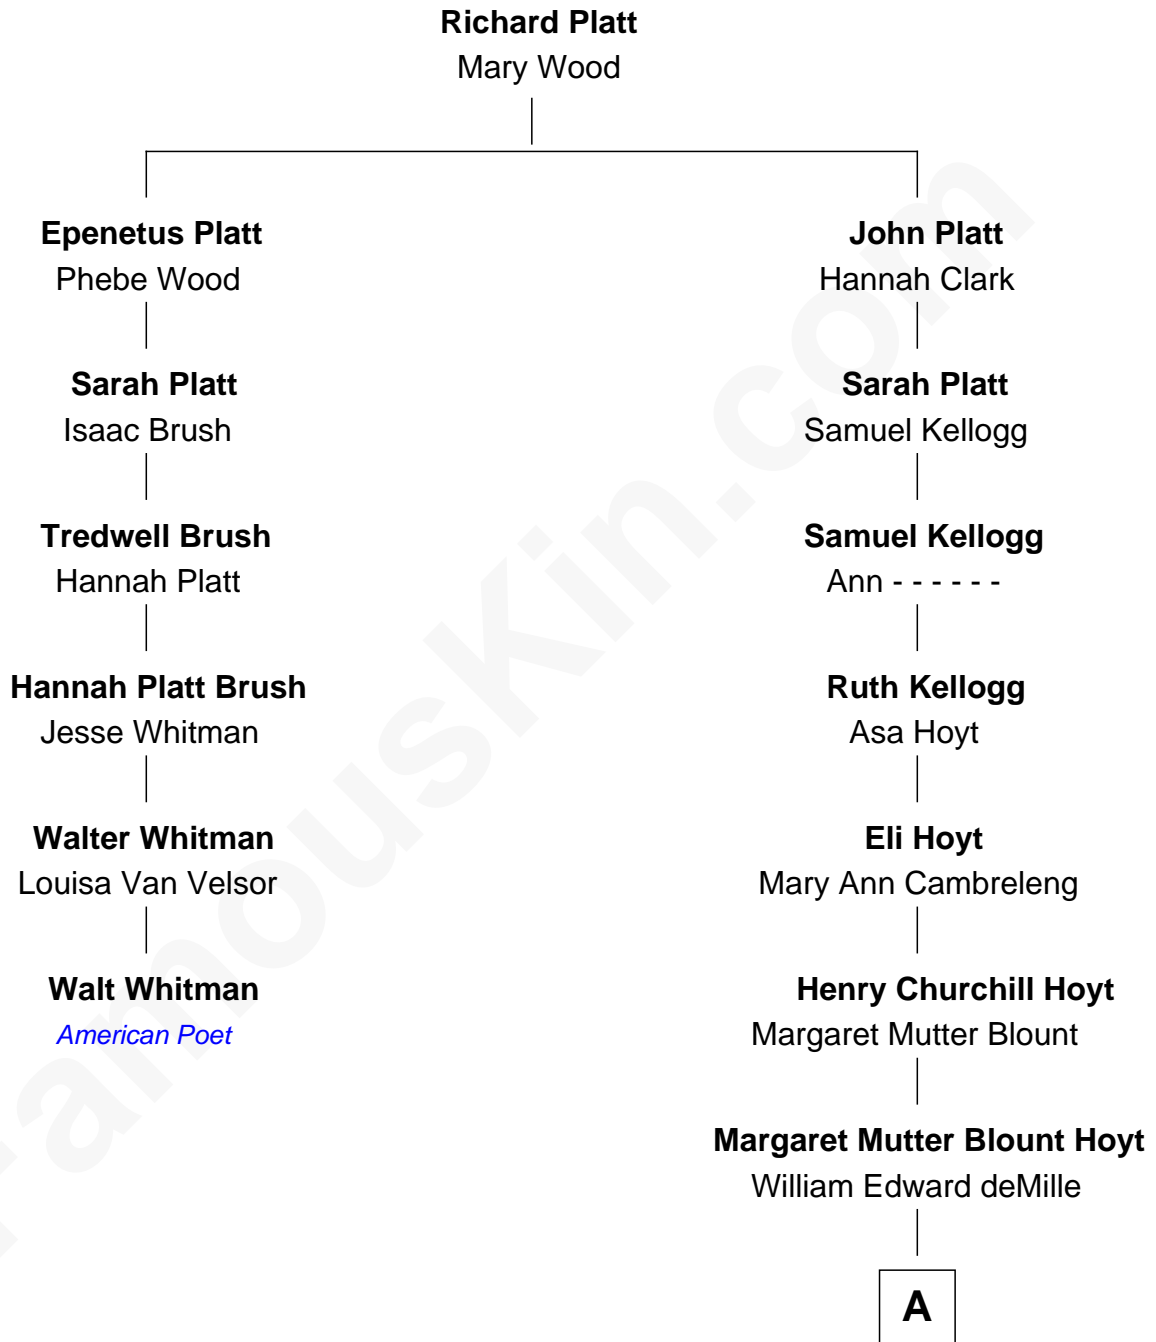 Richard Platt
Mary Wood
Epenetus Platt
Phebe Wood
John Platt
Hannah Clark
Sarah Platt
Isaac Brush
Sarah Platt
Samuel Kellogg
Tredwell Brush
Hannah Platt
Samuel Kellogg
Ann - - - - - -
Hannah Platt Brush
Jesse Whitman
Ruth Kellogg
Asa Hoyt
Walter Whitman
Louisa Van Velsor
Eli Hoyt
Mary Ann Cambreleng
Walt Whitman
American Poet
Henry Churchill Hoyt
Margaret Mutter Blount
Margaret Mutter Blount Hoyt
William Edward deMille
A
FamousKin.com